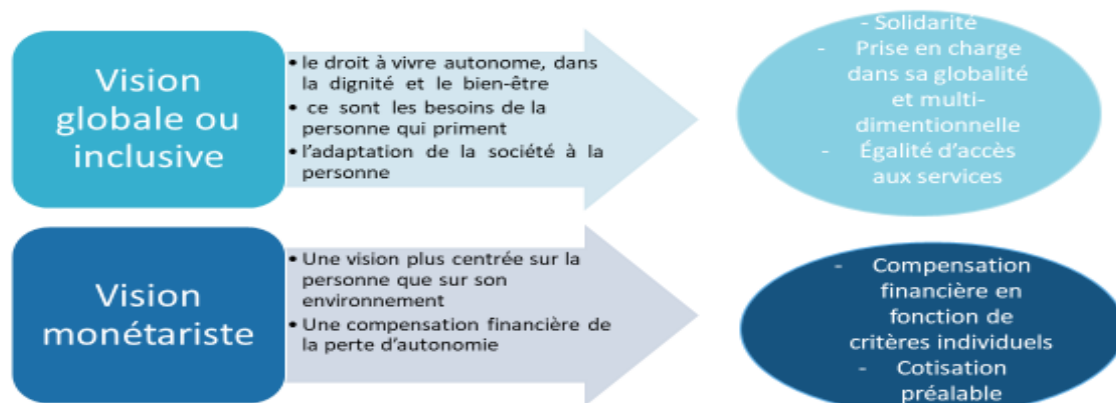 Vision
globale ou
inclusive
• le droit à vivre autonome, dans
la dignité et le bien-être
• ce sont les besoins de la
personne qui priment
• l'adaptation de la société à la
personne
- Solidarité
- Prise en charge
dans sa globalité
et multi-
dimentionnelle
- Égalité d'accès
aux services
Vision
monétariste
• Une vision plus centrée sur la
personne que sur son
environnement
• Une compensation financière de
la perte d'autonomie
- Compensation
financière en
fonction de
critères individuels
- Cotisation
préalable